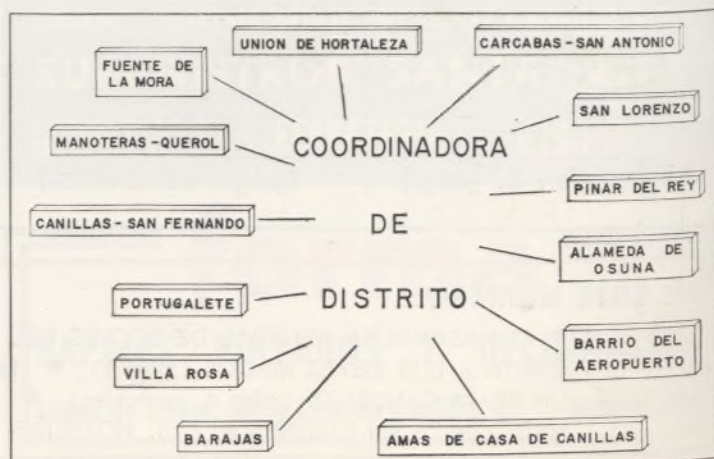 UNION DE HORTALEZA
CARCABAS-SAN ANTONIO
FUENTE DE
LA MORA
SAN LORENZO
MANOTERAS-QUEROL
COORDINADORA
PINAR DEL REY
CANILLAS-SAN FERNANDO
DE
ALAMEDA DE
OSUNA
PORTUGALETE
DISTRITO
BARRIO DEL
AEROPUERTO
VILLA ROSA
BARAJAS
AMAS DE CASA DE CANILLAS